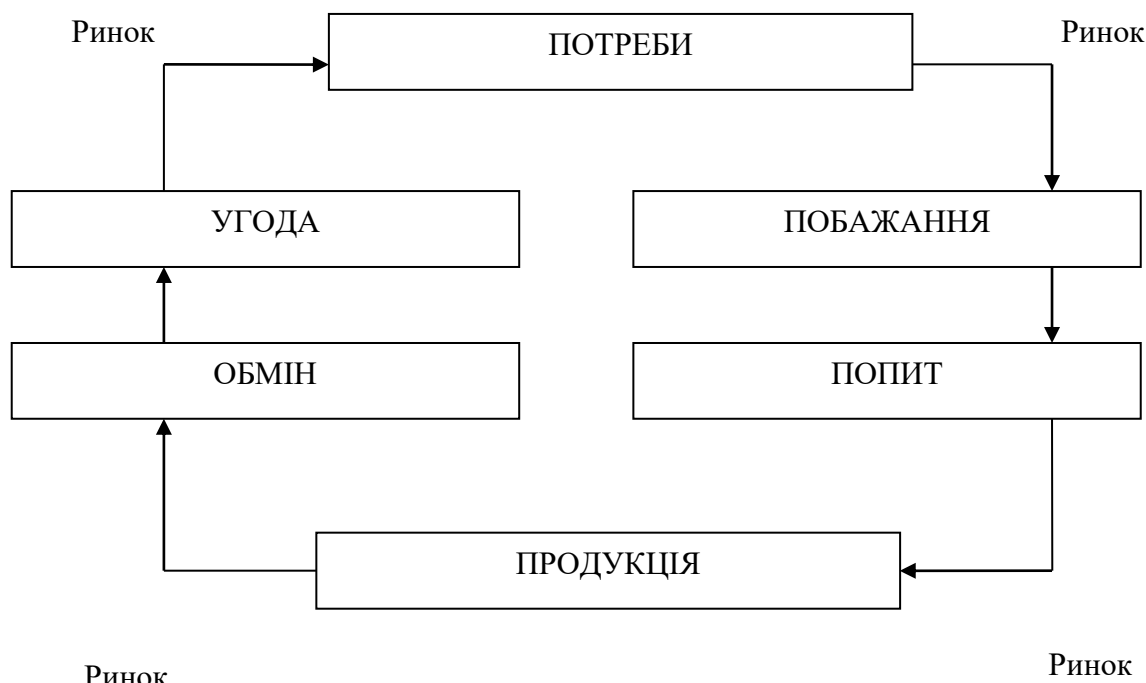 Ринок
ПОТРЕБИ
Ринок
УГОДА
ПОБАЖАННЯ
ОБМІН
ПОПИТ
ПРОДУКЦІЯ
Ринок
Ринок